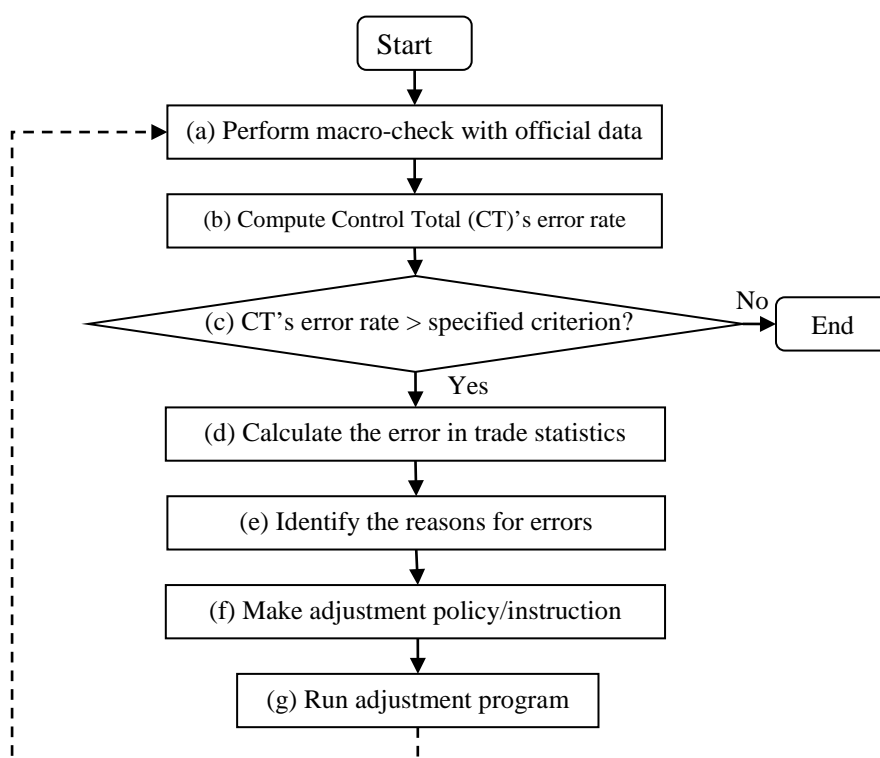 Start
(a) Perform macro-check with official data
(b) Compute Control Total (CT)’s error rate
(c) CT’s error rate > specified criterion?
No
End
Yes
(d) Calculate the error in trade statistics
(e) Identify the reasons for errors
(f) Make adjustment policy/instruction
(g) Run adjustment program